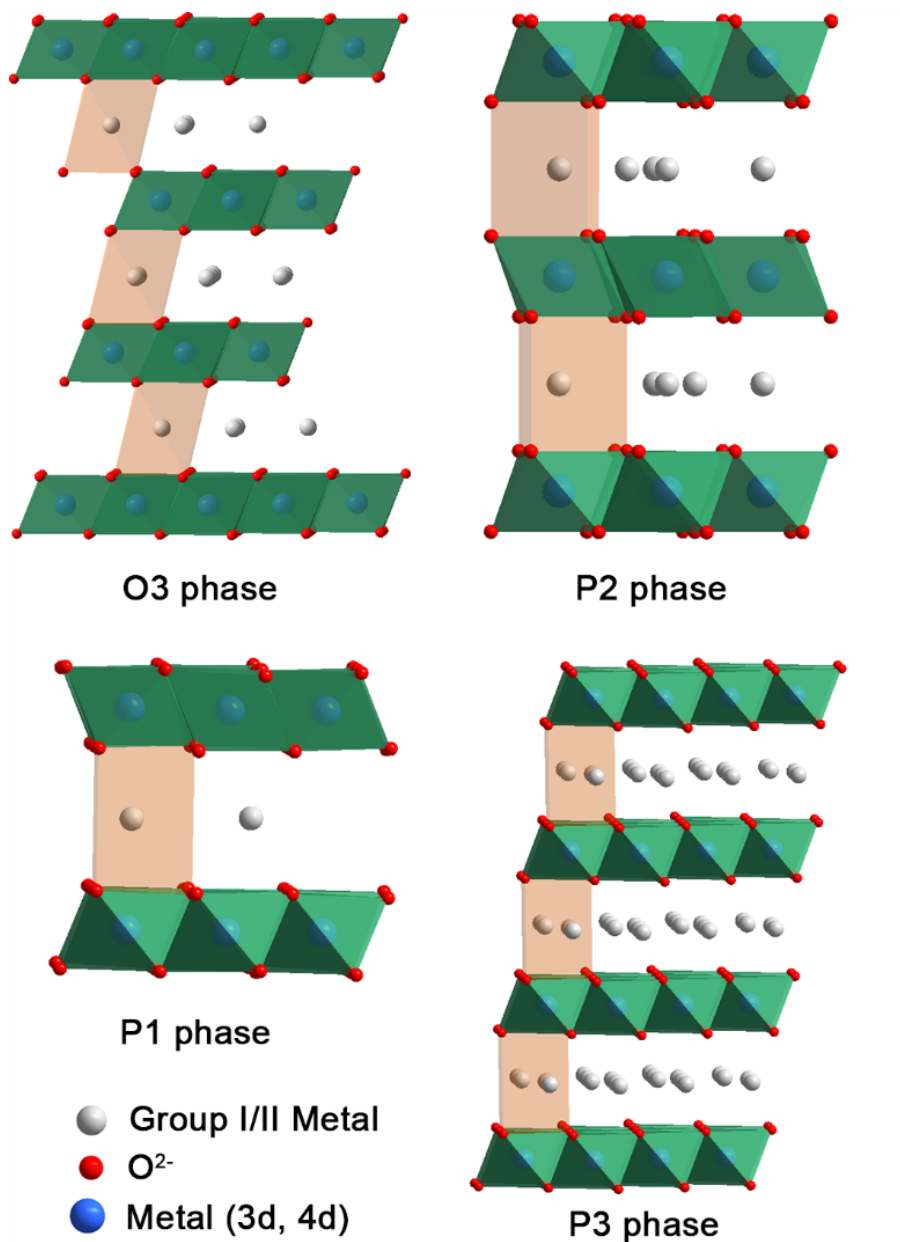 O3 phase
P2 phase
P1 phase
P3 phase
Group I/II Metal
O²⁻
Metal (3d, 4d)